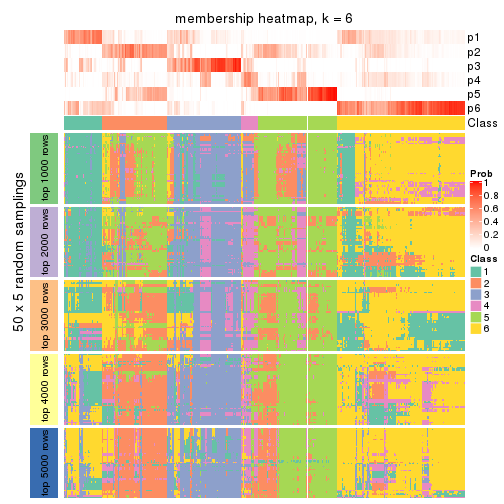 membership heatmap, k = 6
p1
p2
p3
p4
p5
p6
Class
50 x 5 random samplings
top 1000 rows
top 2000 rows
top 3000 rows
top 4000 rows
top 5000 rows
Prob
1
0.8
0.6
0.4
0.2
0
Class
1
2
3
4
5
6